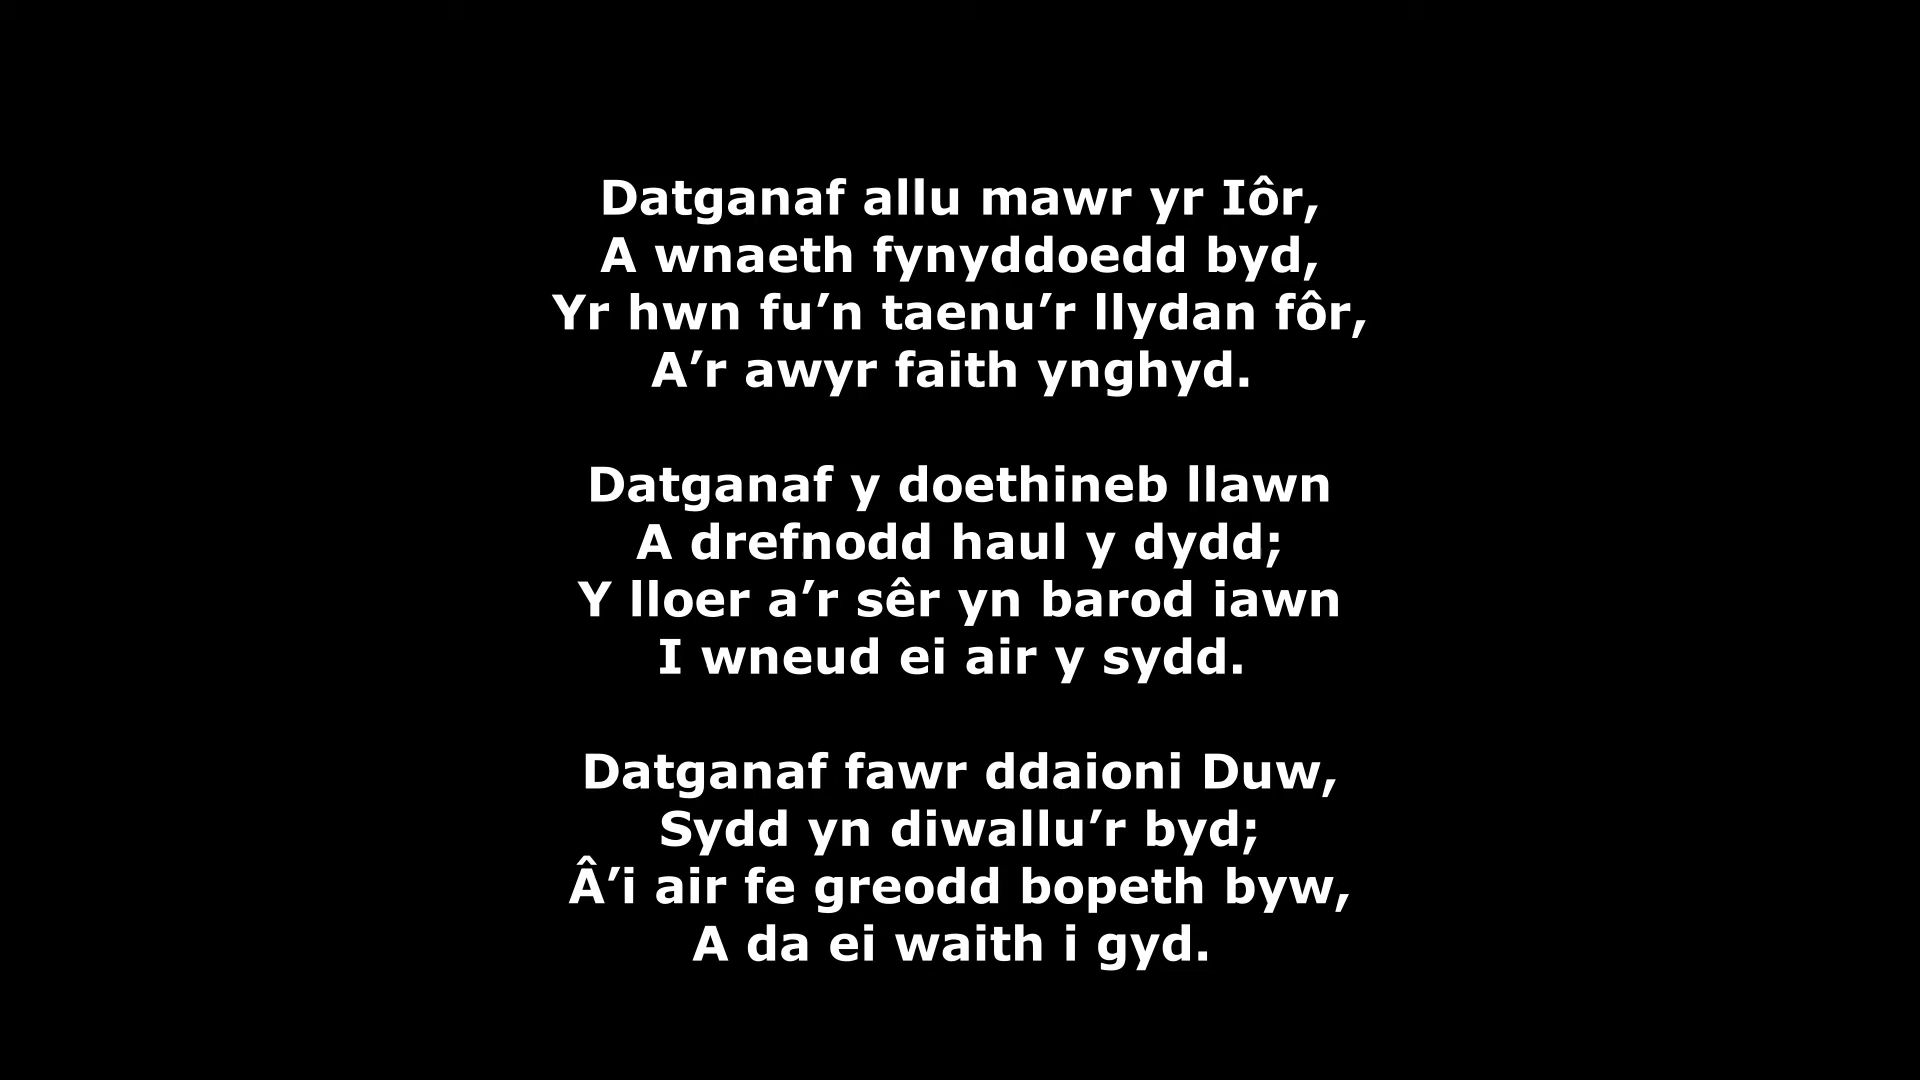 Datganaf allu mawr yr Iôr,
A wnaeth fynyddoedd byd,
Yr hwn fu’n taenu’r llydan fôr,
A’r awyr faith ynghyd.
Datganaf y doethineb llawn
A drefnodd haul y dydd;
Y lloer a’r sêr yn barod iawn
I wneud ei air y sydd.
Datganaf fawr ddaioni Duw,
Sydd yn diwallu’r byd;
Â’i air fe greodd bopeth byw,
A da ei waith i gyd.